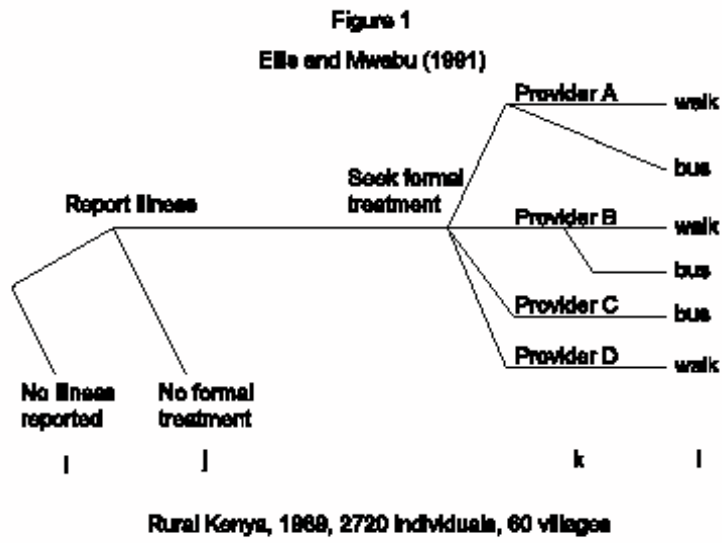 Figure 1
Ellis and Mwabu (1991)
Provider A
walk
bus
Seek formal
treatment
Report illness
Provider B
walk
bus
Provider C
bus
Provider D
walk
No illness
reported
No formal
treatment
i
j
k
l
Rural Kenya, 1989, 2720 individuals, 60 villages